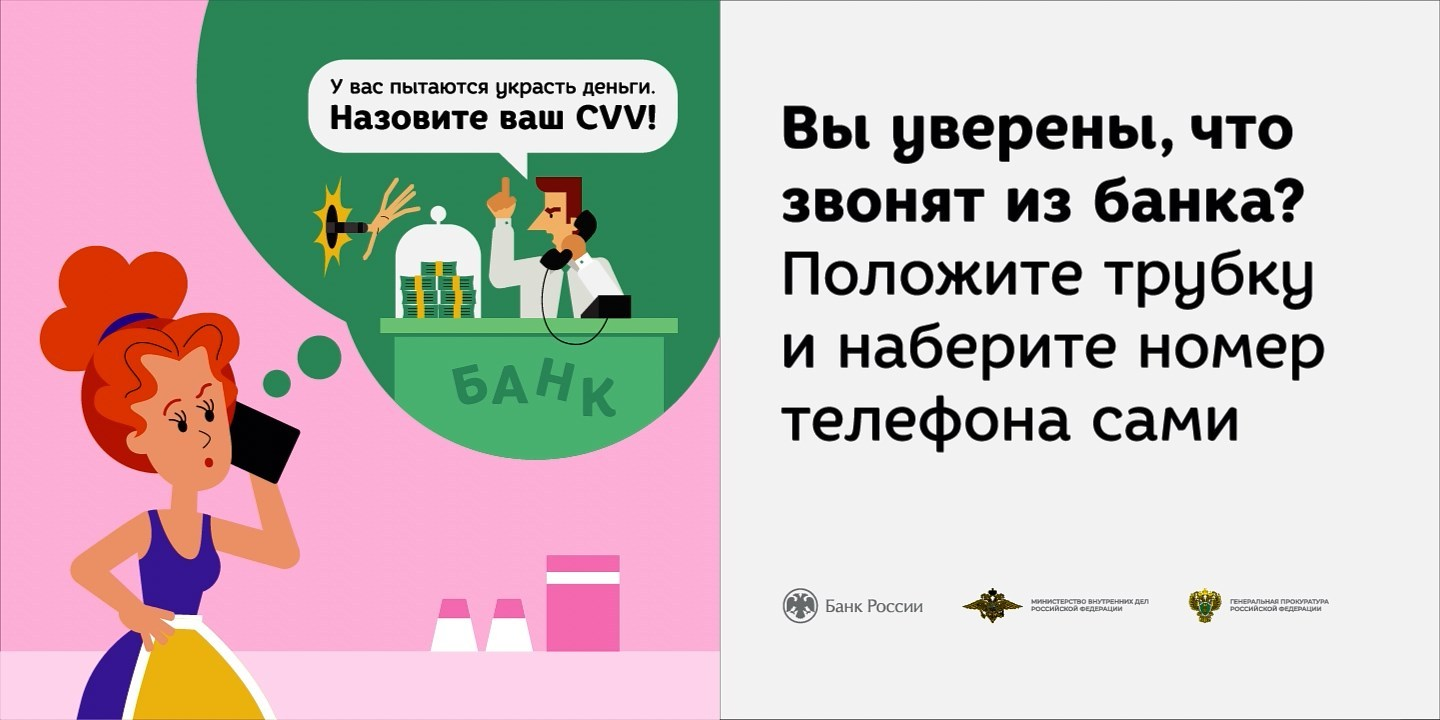 У вас пытаются украсть деньги.
Назовите ваш CVV!
БАНК
Вы уверены, что
звонят из банка?
Положите трубку
и наберите номер
телефона сами
Банк России
МИНИСТЕРСТВО ВНУТРЕННИХ ДЕЛ
РОССИЙСКОЙ ФЕДЕРАЦИИ
ГЕНЕРАЛЬНАЯ ПРОКУРАТУРА
РОССИЙСКОЙ ФЕДЕРАЦИИ